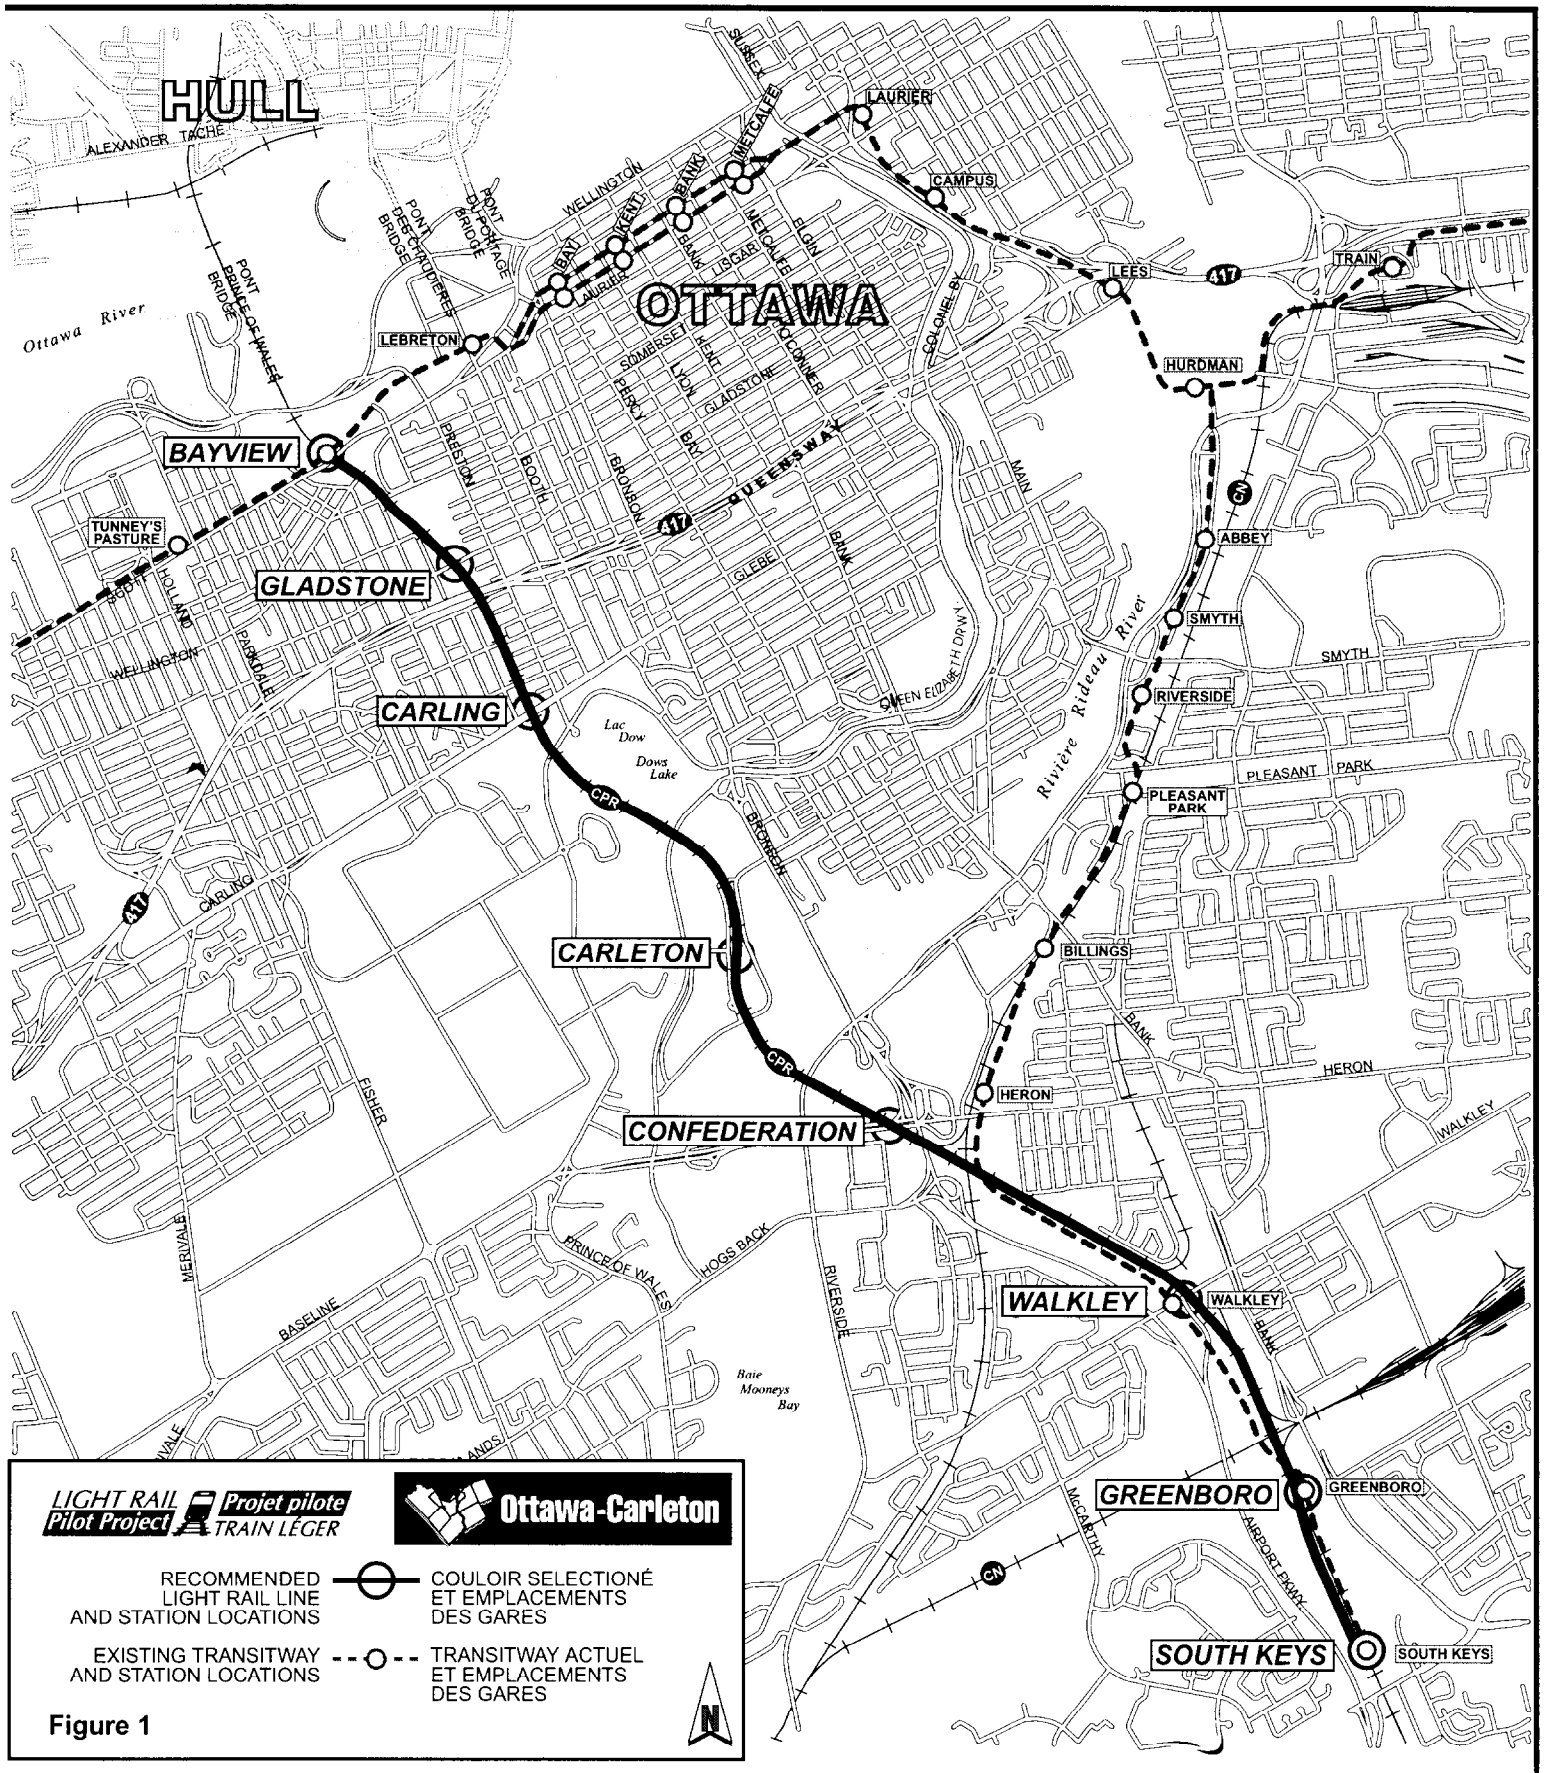 HULL
ALEXANDER TACHE
SUSSEX
LAURIER
METCALFE
BANK
KENT
BAY
WELLINGTON
CAMPUS
PONT
DU PORTAGE
BRIDGE
PONT
DES CHAUDIERES
BRIDGE
PONT
PRINCE OF WALES
BRIDGE
Ottawa River
ELGIN
METCALFE
LISGAR
BANK
LAURIER
LEES
417
TRAIN
OTTAWA
COLONEL BY
LEBRETON
SOMERSET
KENT
O'CONNER
LYON
GLADSTONE
PERCY
HURDMAN
BAYVIEW
PRESTON
BOOTH
BRONSON
BAY
QUEENSWAY
417
MAIN
CN
TUNNEY'S
PASTURE
SCOTT
HOLLAND
GLADSTONE
GLEBE
BANK
ABBEY
SMYTH
WELLINGTON
PARKDALE
Rivière Rideau River
SMYTH
QUEEN ELIZABETH DRWY.
RIVERSIDE
CARLING
Lac
Dow
Dows
Lake
PLEASANT PARK
PLEASANT
PARK
CPR
BRONSON
CARLING
417
CARLETON
BILLINGS
BANK
CPR
HERON
HERON
FISHER
CONFEDERATION
WALKLEY
MERIVALE
PRINCE OF WALES
HOGS BACK
RIVERSIDE
BASELINE
WALKLEY
WALKLEY
BANK
Baie
Mooneys
Bay
GREENBORO
GREENBORO
McCARTHY
AIRPORT PKWY.
CN
SOUTH KEYS
SOUTH KEYS
LIGHT RAIL
Pilot Project
Projet pilote
TRAIN LÉGER
Ottawa-Carleton
RECOMMENDED
LIGHT RAIL LINE
AND STATION LOCATIONS
COULOIR SELECTIONÉ
ET EMPLACEMENTS
DES GARES
EXISTING TRANSITWAY
AND STATION LOCATIONS
TRANSITWAY ACTUEL
ET EMPLACEMENTS
DES GARES
N
Figure 1